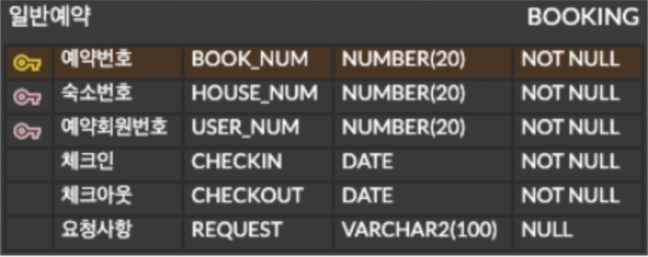 일반예약 BOOKING
예약번호 BOOK_NUM NUMBER(20) NOT NULL
숙소번호 HOUSE_NUM NUMBER(20) NOT NULL
예약회원번호 USER_NUM NUMBER(20) NOT NULL
체크인 CHECKIN DATE NOT NULL
체크아웃 CHECKOUT DATE NOT NULL
요청사항 REQUEST VARCHAR2(100) NULL